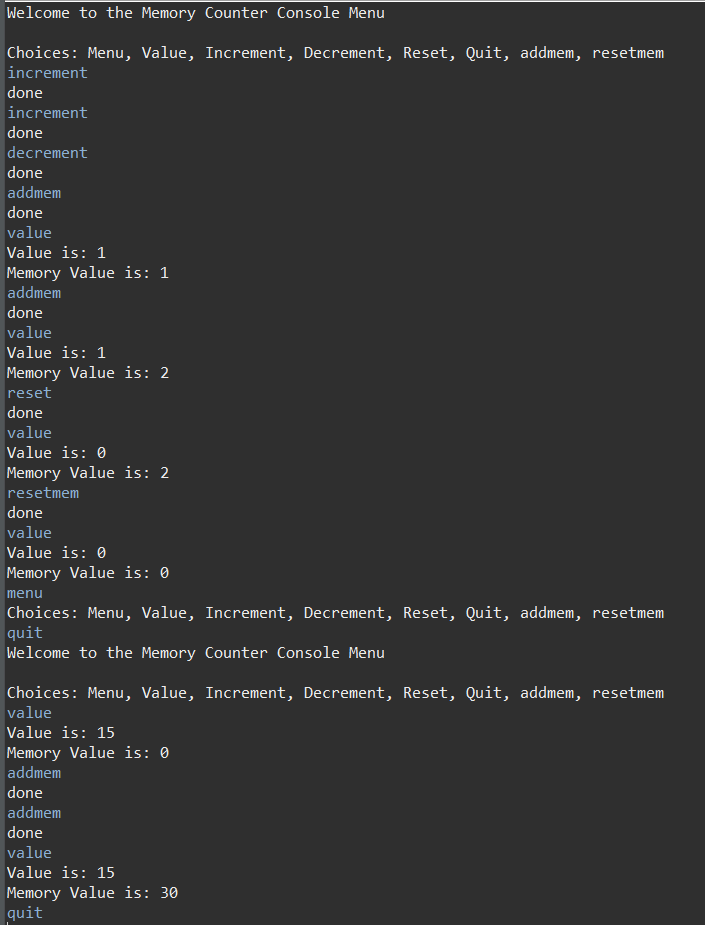 Welcome to the Memory Counter Console Menu
Choices: Menu, Value, Increment, Decrement, Reset, Quit, addmem, resetmem
increment
done
increment
done
decrement
done
addmem
done
value
Value is: 1
Memory Value is: 1
addmem
done
value
Value is: 1
Memory Value is: 2
reset
done
value
Value is: 0
Memory Value is: 2
resetmem
done
value
Value is: 0
Memory Value is: 0
menu
Choices: Menu, Value, Increment, Decrement, Reset, Quit, addmem, resetmem
quit
Welcome to the Memory Counter Console Menu
Choices: Menu, Value, Increment, Decrement, Reset, Quit, addmem, resetmem
value
Value is: 15
Memory Value is: 0
addmem
done
addmem
done
value
Value is: 15
Memory Value is: 30
quit